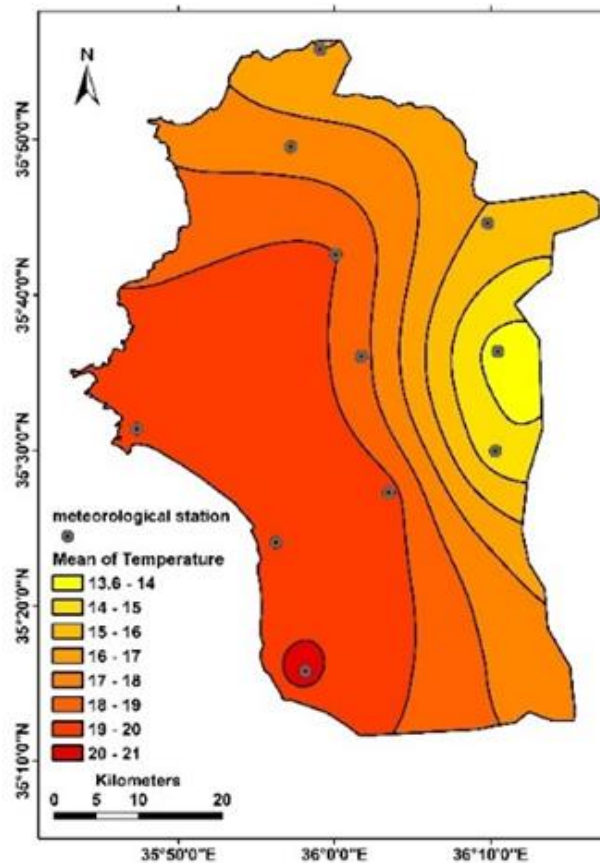 N
35°50'0"N
35°40'0"N
35°30'0"N
35°20'0"N
35°10'0"N
meteorological station
Mean of Temperature
13.6 - 14
14 - 15
15 - 16
16 - 17
17 - 18
18 - 19
19 - 20
20 - 21
Kilometers
0 5 10 20
35°50'0"E 36°0'0"E 36°10'0"E